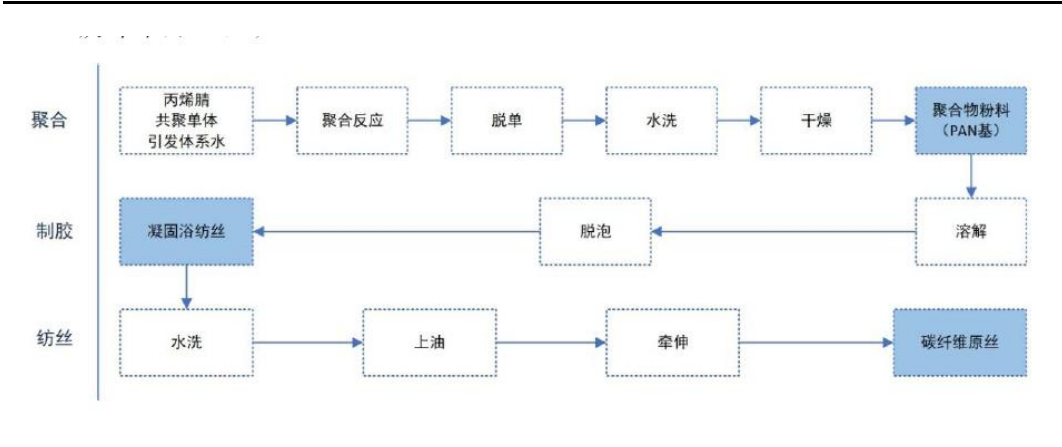 聚合
丙烯腈
共聚单体
引发体系水
聚合反应
脱单
水洗
干燥
聚合物粉料
（PAN基）
制胶
凝固浴纺丝
脱泡
溶解
纺丝
水洗
上油
牵伸
碳纤维原丝